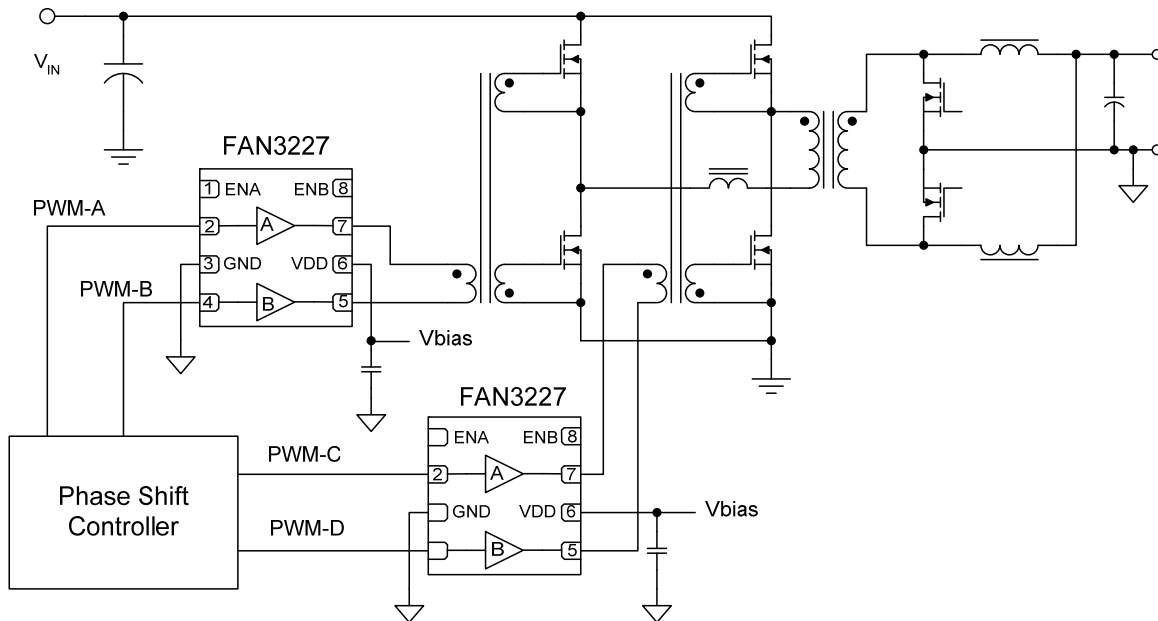 V_IN
FAN3227
1 ENA ENB 8
PWM-A
2 A 7
3 GND VDD 6
PWM-B
4 B 5
Vbias
FAN3227
ENA ENB 8
PWM-C
2 A 7
GND VDD 6
Vbias
PWM-D
B 5
Phase Shift
Controller